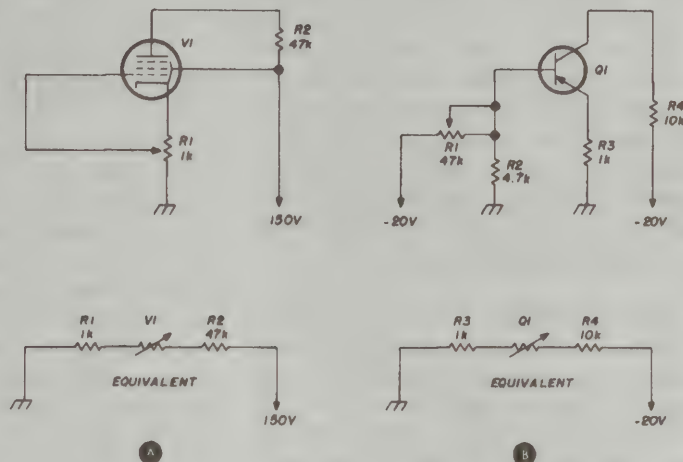 V1
R2
47k
R1
1k
150V
Q1
R4
10k
R1
47k
R2
4.7k
R3
1k
-20V
-20V
R1
1k
V1
R2
47k
EQUIVALENT
150V
A
R3
1k
Q1
R4
10k
EQUIVALENT
-20V
B